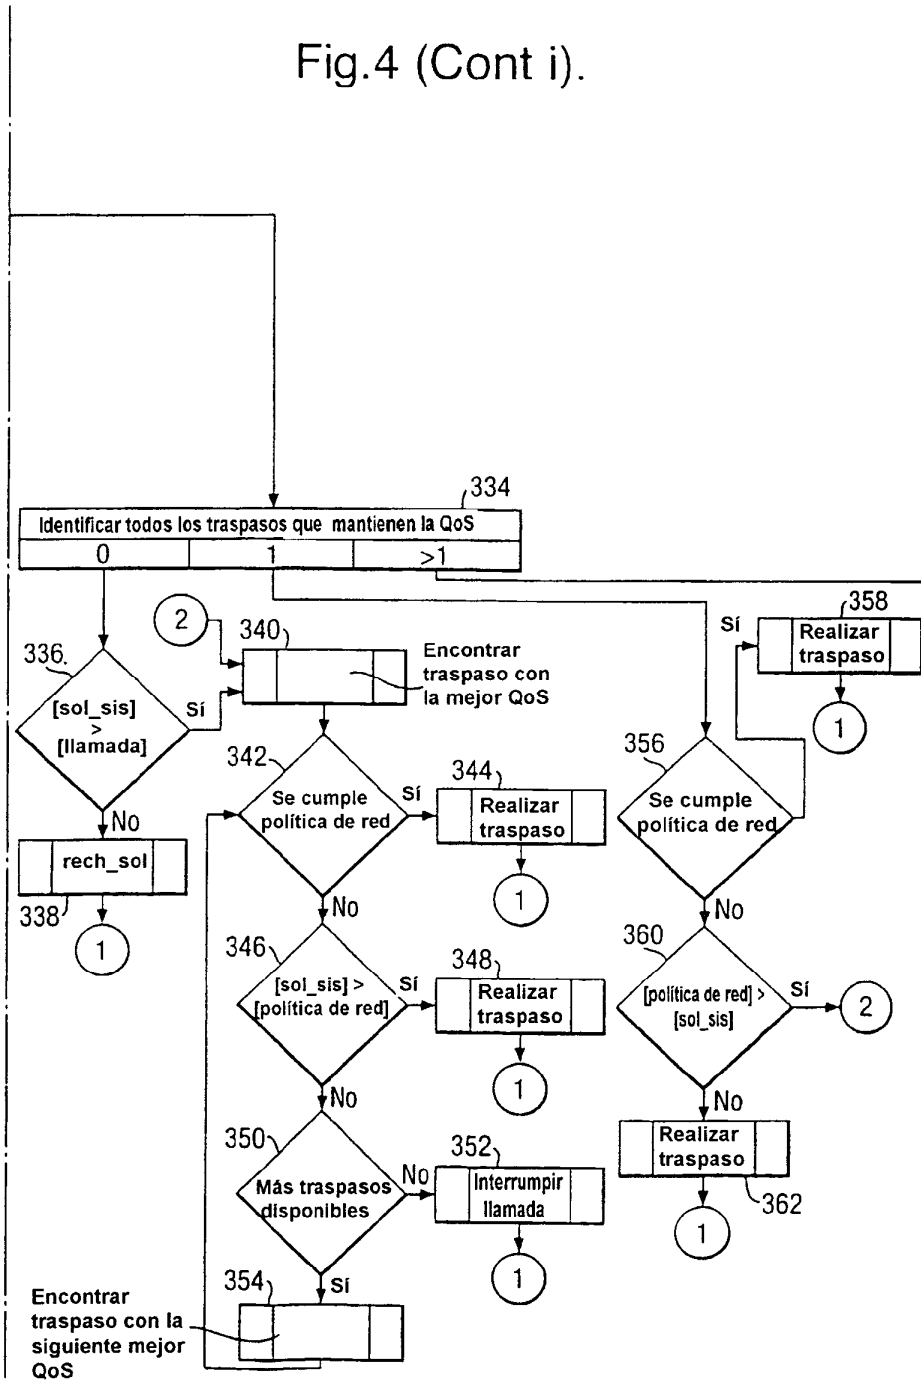 Fig.4 (Cont i).
334
Identificar todos los traspasos que mantienen la QoS
0
1
>1
336.
[sol_sis]
>
[llamada]
Sí
No
rech_sol
338
1
2
340
Encontrar
traspaso con
la mejor QoS
342
Se cumple
política de red
Sí
344
Realizar
traspaso
1
No
346
[sol_sis] >
[política de red]
Sí
348
Realizar
traspaso
1
No
350
Más traspasos
disponibles
No
352
Interrumpir
llamada
1
Sí
354
Encontrar
traspaso con la
siguiente mejor
QoS
356
Se cumple
política de red
Sí
358
Realizar
traspaso
1
No
360
[política de red] >
[sol_sis]
Sí
2
No
Realizar
traspaso
362
1